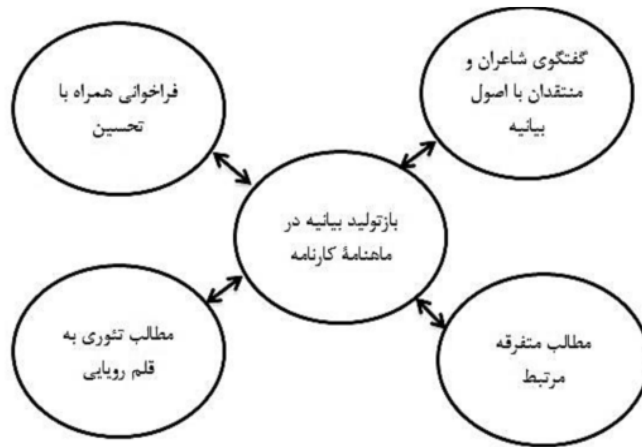 گفتگوی شاعران و
منتقدان با اصول
بیانیه
فراخوانی همراه با
تحسین
بازتولید بیانیه در
ماهنامهٔ کارنامه
مطالب تئوری به
قلم رویایی
مطالب متفرقه
مرتبط